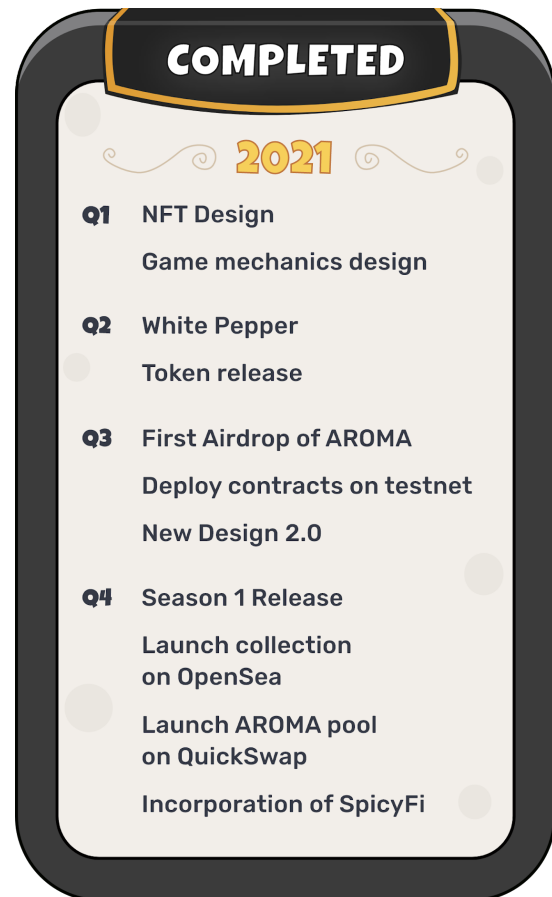 COMPLETED
2021
Q1 NFT Design
Game mechanics design
Q2 White Pepper
Token release
Q3 First Airdrop of AROMA
Deploy contracts on testnet
New Design 2.0
Q4 Season 1 Release
Launch collection
on OpenSea
Launch AROMA pool
on QuickSwap
Incorporation of SpicyFi